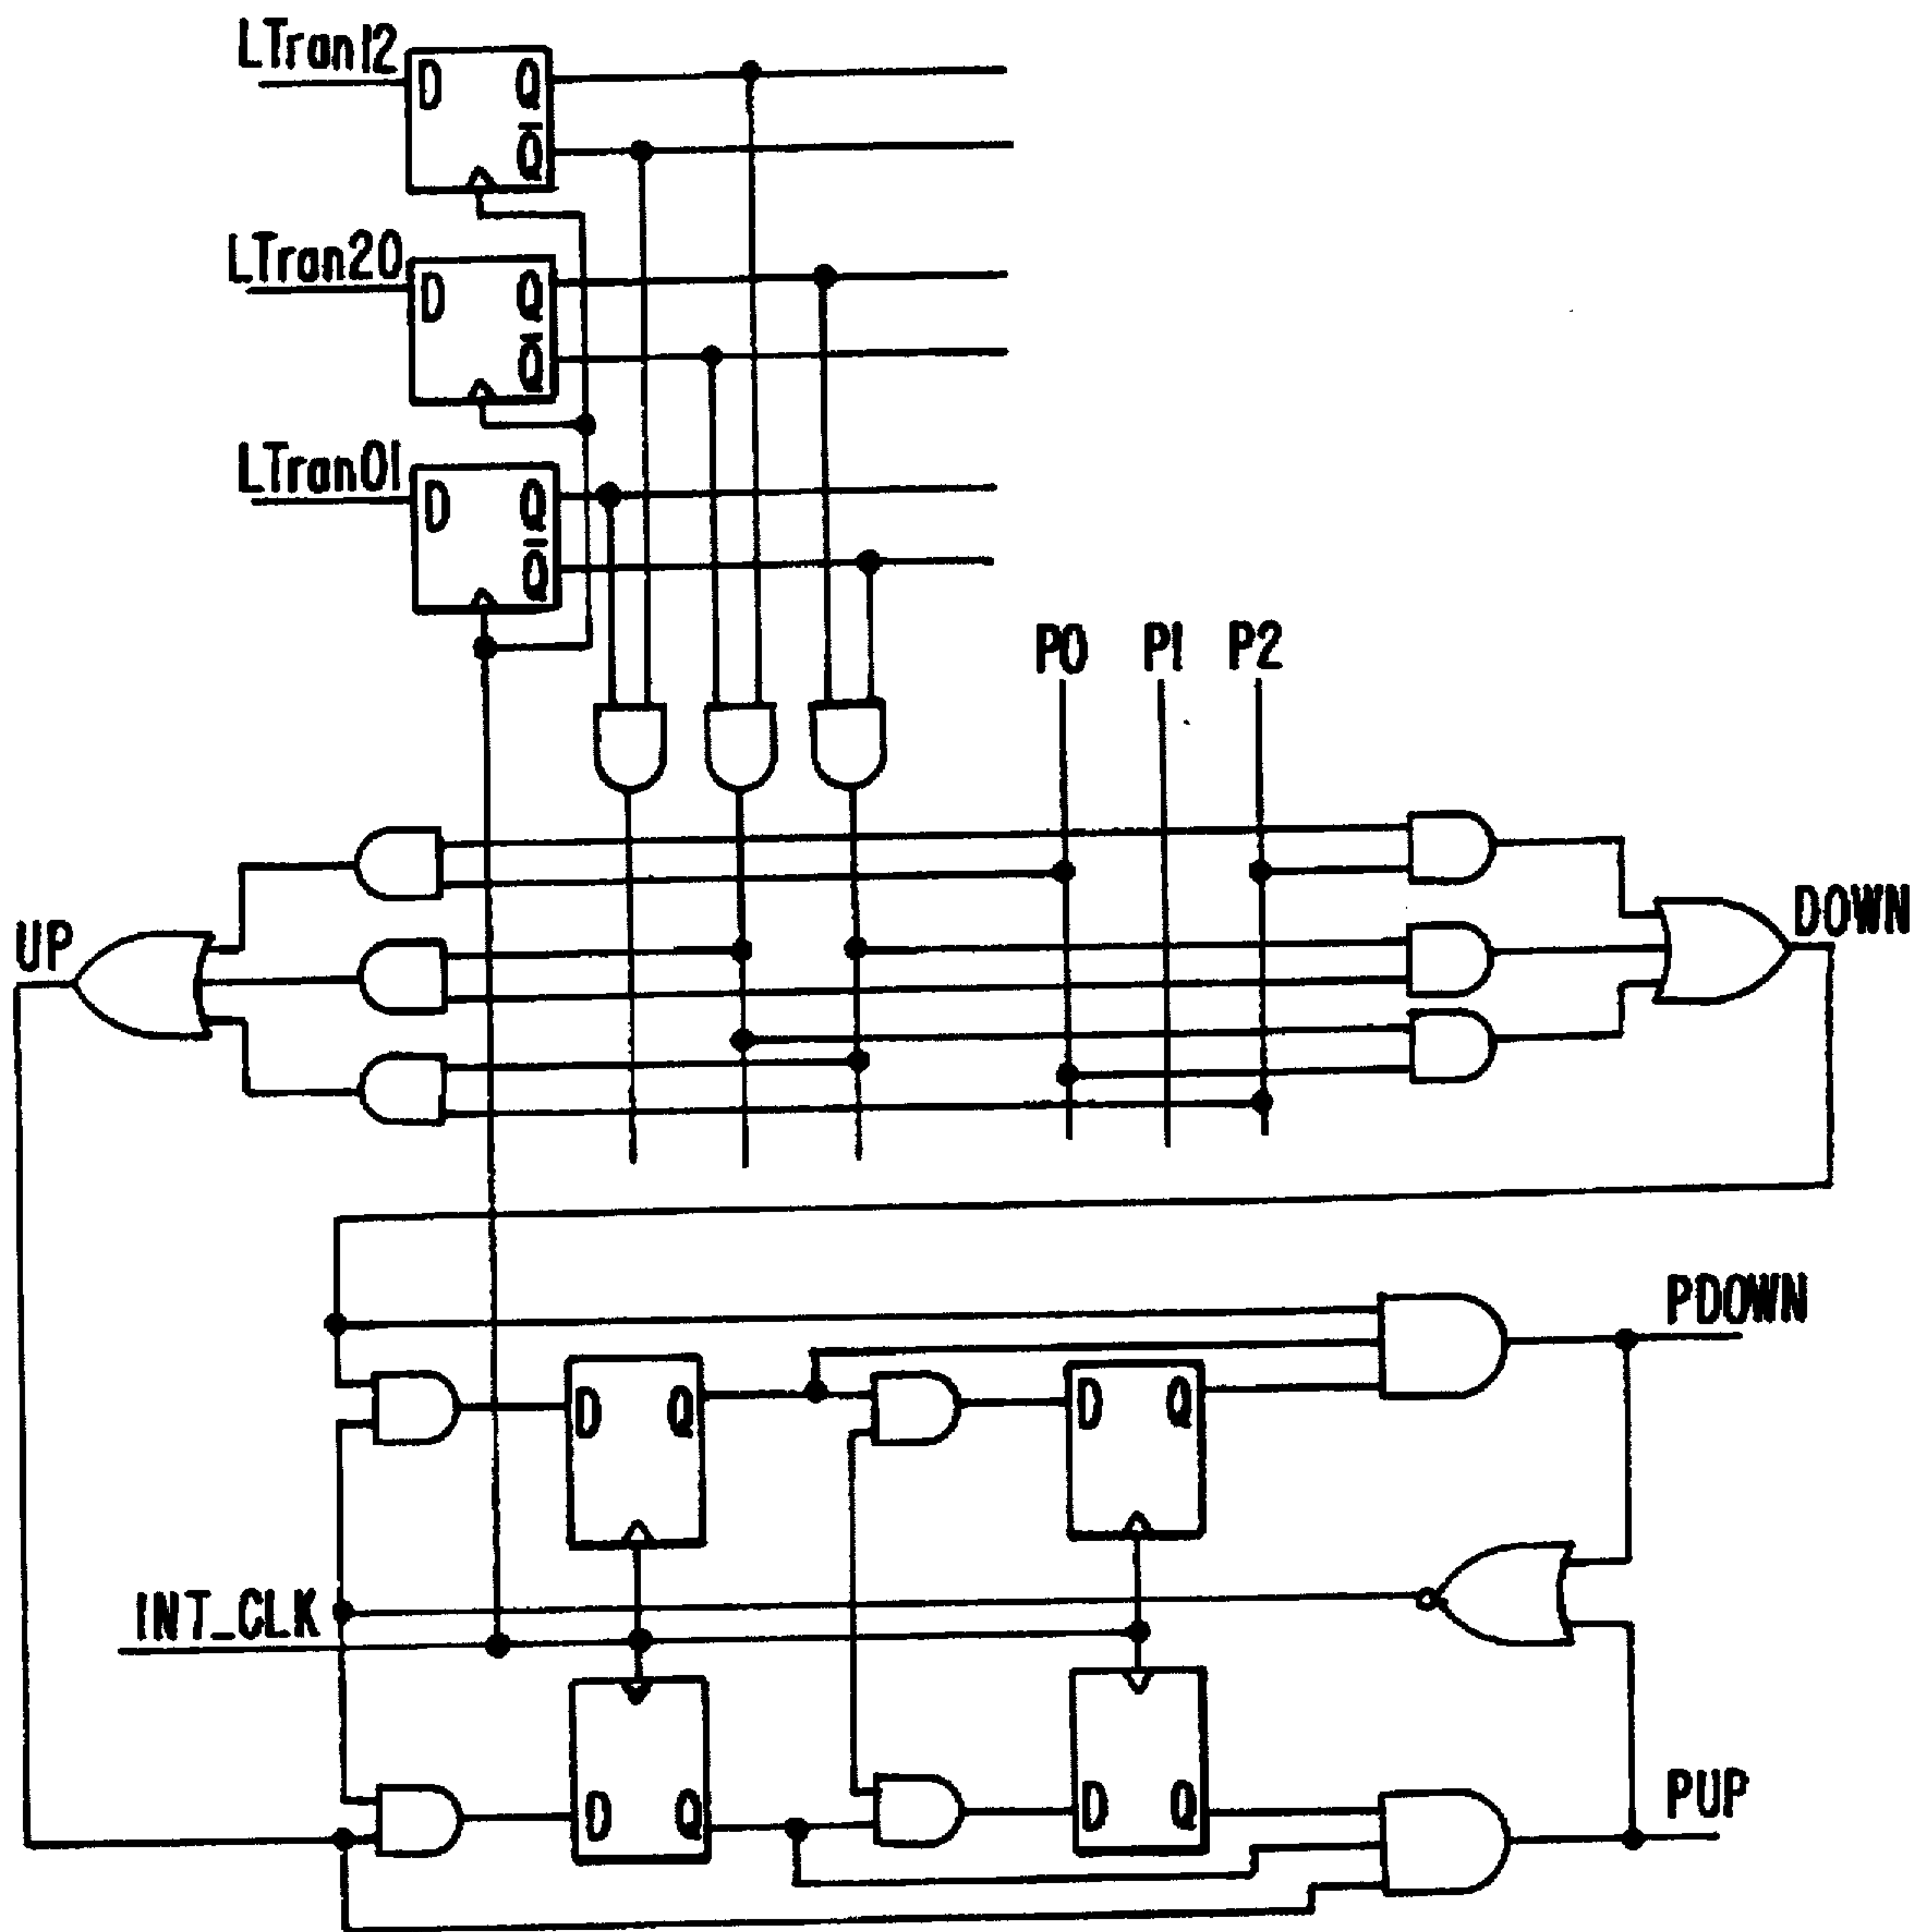 LTran12
D Q
Q̅
LTran20
D Q
Q̅
LTran01
D Q
Q̅
P0 P1 P2
UP
DOWN
PDOWN
D Q
D Q
INT_CLK
D Q
D Q
PUP